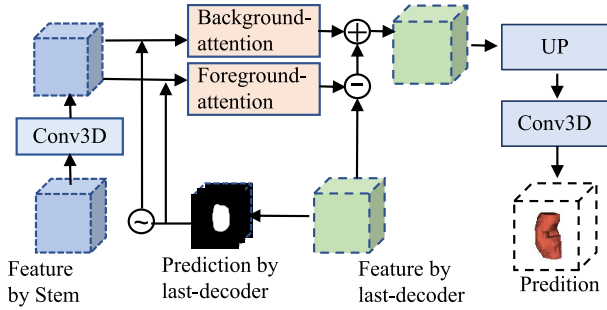 Background-
attention
Foreground-
attention
UP
Conv3D
Conv3D
Feature
by Stem
Prediction by
last-decoder
Feature by
last-decoder
Predition